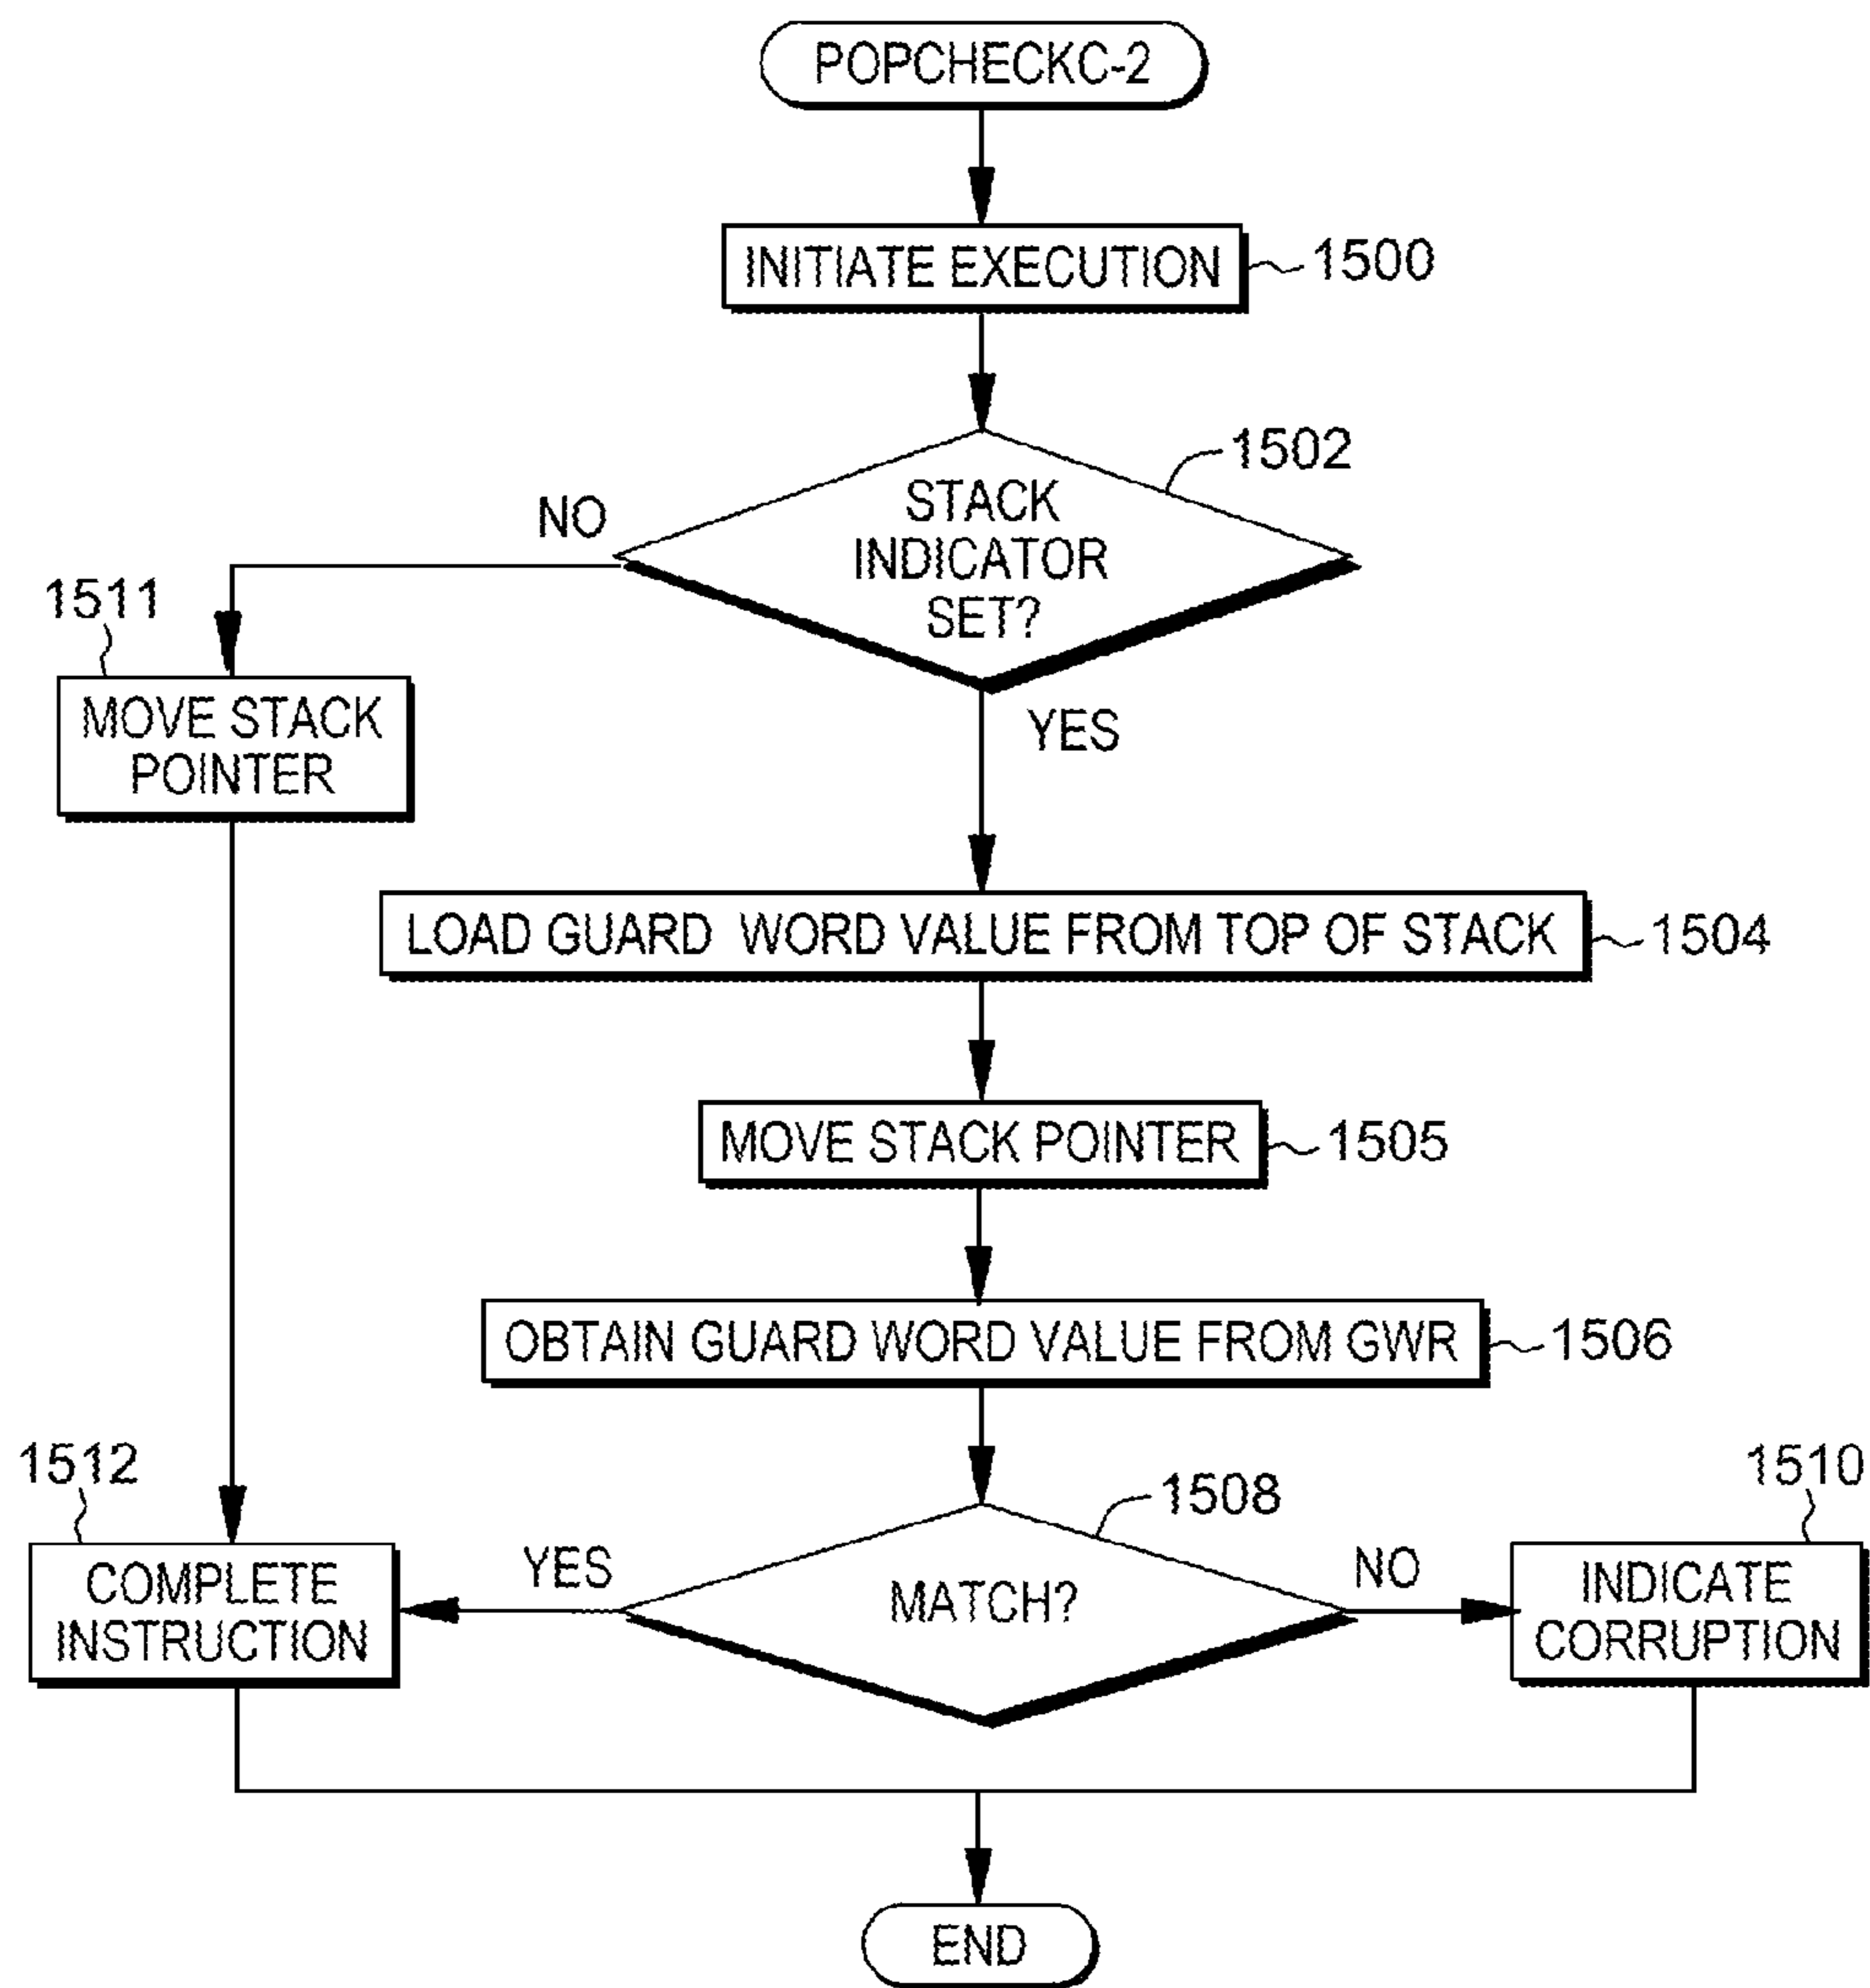 POPCHECKC-2
INITIATE EXECUTION
1500
1502
STACK
INDICATOR
SET?
NO
YES
1511
MOVE STACK
POINTER
LOAD GUARD WORD VALUE FROM TOP OF STACK
1504
MOVE STACK POINTER
1505
OBTAIN GUARD WORD VALUE FROM GWR
1506
1508
MATCH?
YES
NO
1512
COMPLETE
INSTRUCTION
1510
INDICATE
CORRUPTION
END